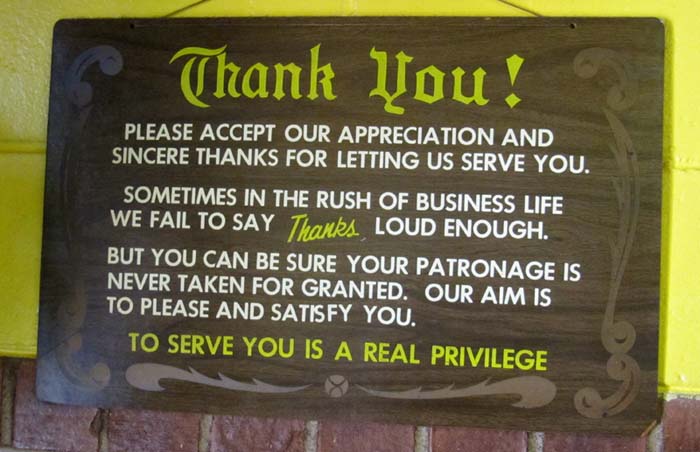 Thank You!
PLEASE ACCEPT OUR APPRECIATION AND
SINCERE THANKS FOR LETTING US SERVE YOU.
SOMETIMES IN THE RUSH OF BUSINESS LIFE
WE FAIL TO SAY Thanks LOUD ENOUGH.
BUT YOU CAN BE SURE YOUR PATRONAGE IS
NEVER TAKEN FOR GRANTED. OUR AIM IS
TO PLEASE AND SATISFY YOU.
TO SERVE YOU IS A REAL PRIVILEGE